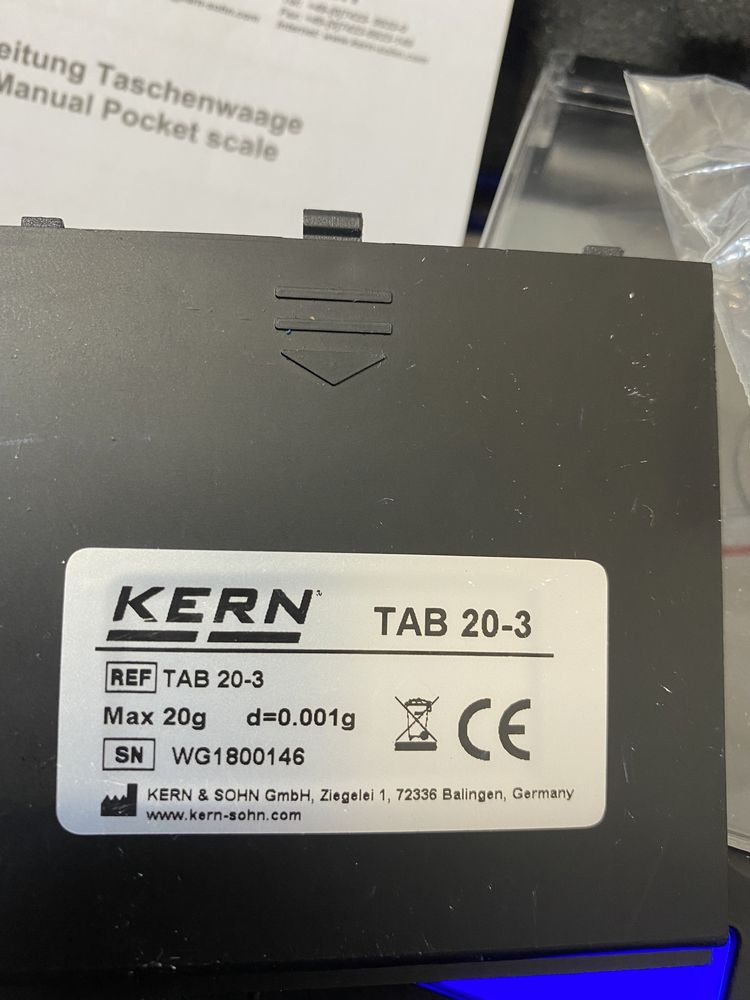 eitung Taschenwaage
Manual Pocket scale
KERN
TAB 20-3
REF TAB 20-3
Max 20g d=0.001g
SN WG1800146
CE
KERN & SOHN GmbH, Ziegelei 1, 72336 Balingen, Germany
www.kern-sohn.com